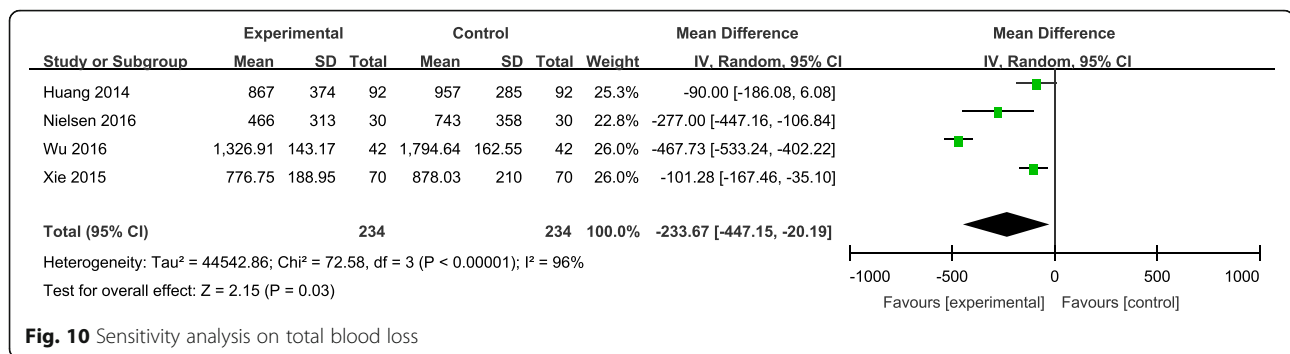 Experimental Control Mean Difference Mean Difference
Study or Subgroup Mean SD Total Mean SD Total Weight IV, Random, 95% CI IV, Random, 95% CI
Huang 2014 867 374 92 957 285 92 25.3% -90.00 [-186.08, 6.08]
Nielsen 2016 466 313 30 743 358 30 22.8% -277.00 [-447.16, -106.84]
Wu 2016 1,326.91 143.17 42 1,794.64 162.55 42 26.0% -467.73 [-533.24, -402.22]
Xie 2015 776.75 188.95 70 878.03 210 70 26.0% -101.28 [-167.46, -35.10]
Total (95% CI) 234 234 100.0% -233.67 [-447.15, -20.19]
Heterogeneity: Tau² = 44542.86; Chi² = 72.58, df = 3 (P < 0.00001); I² = 96%
Test for overall effect: Z = 2.15 (P = 0.03)
-1000 -500 0 500 1000
Favours [experimental] Favours [control]
Fig. 10 Sensitivity analysis on total blood loss